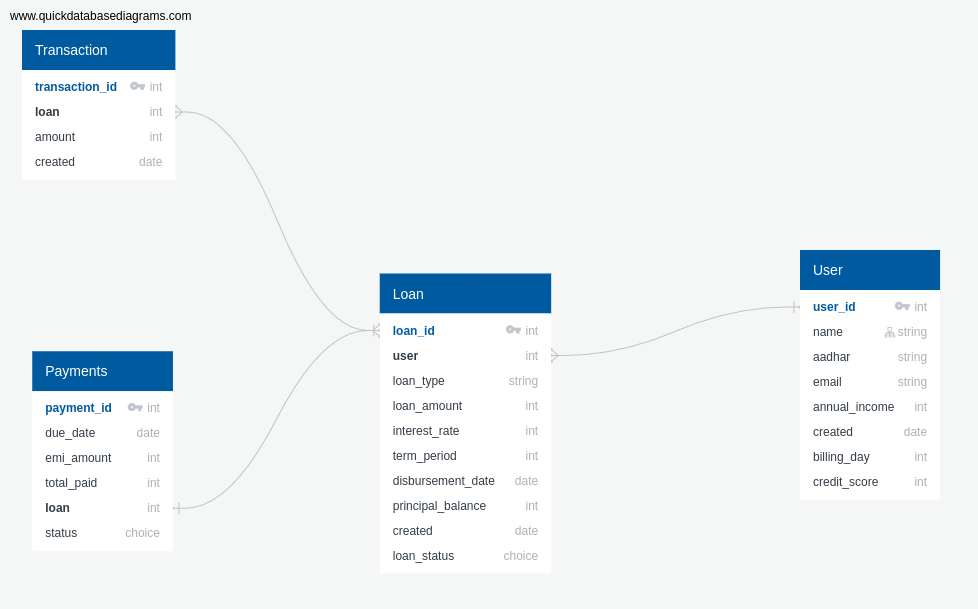 www.quickdatabasediagrams.com
Transaction
transaction_id int
loan int
amount int
created date
Payments
payment_id int
due_date date
emi_amount int
total_paid int
loan int
status choice
Loan
loan_id int
user int
loan_type string
loan_amount int
interest_rate int
term_period int
disbursement_date date
principal_balance int
created date
loan_status choice
User
user_id int
name string
aadhar string
email string
annual_income int
created date
billing_day int
credit_score int